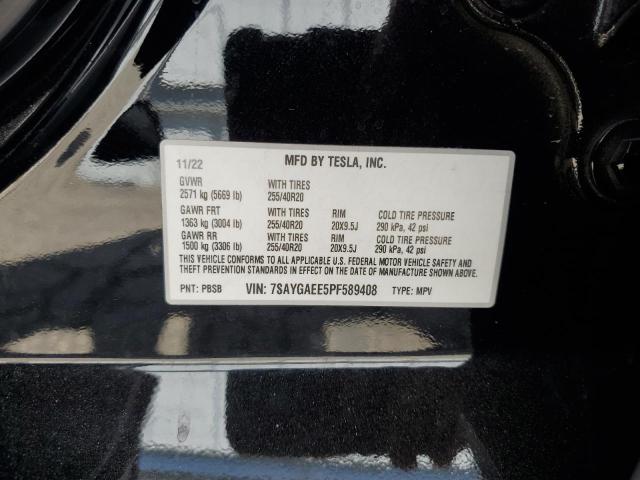 11/22 MFD BY TESLA, INC.
GVWR WITH TIRES
2571 kg (5669 lb) 255/40R20
GAWR FRT WITH TIRES RIM COLD TIRE PRESSURE
1363 kg (3004 lb) 255/40R20 20X9.5J 290 kPa, 42 psi
GAWR RR WITH TIRES RIM COLD TIRE PRESSURE
1500 kg (3306 lb) 255/40R20 20X9.5J 290 kPa, 42 psi
THIS VEHICLE CONFORMS TO ALL APPLICABLE U.S. FEDERAL MOTOR VEHICLE SAFETY AND
THEFT PREVENTION STANDARDS IN EFFECT ON THE DATE OF MANUFACTURE SHOWN ABOVE.
PNT: PBSB VIN: 7SAYGAEE5PF589408 TYPE: MPV